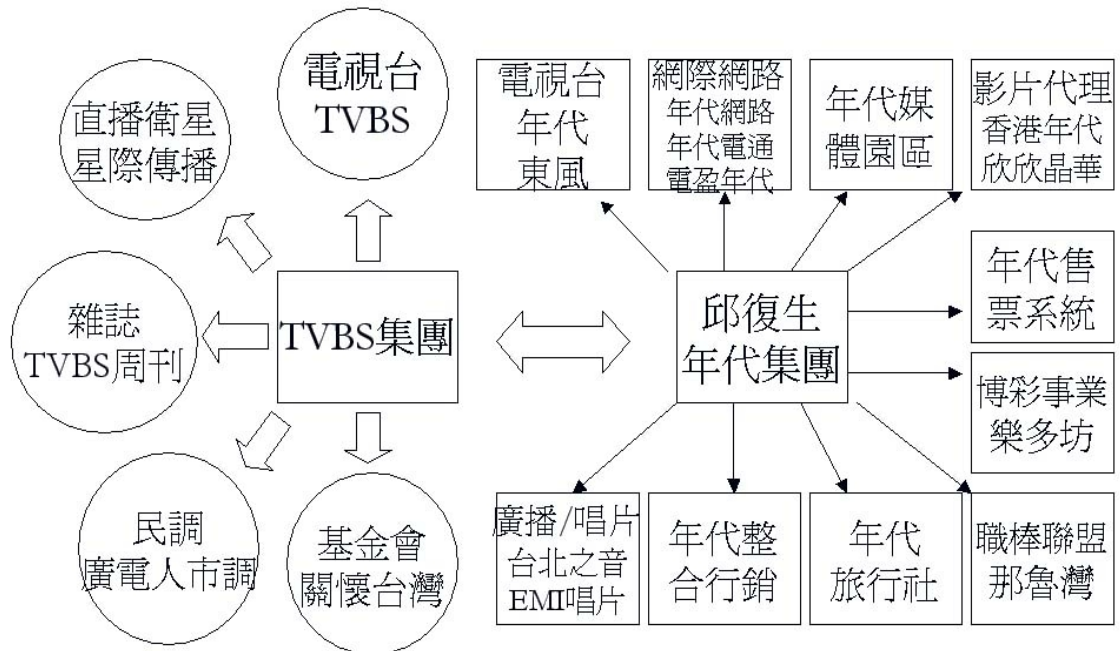 電視台
TVBS
直播衛星
星際傳播
雜誌
TVBS周刊
民調
廣電人市調
基金會
關懷台灣
TVBS集團
電視台
年代
東風
網際網路
年代網路
年代電通
電盈年代
年代媒
體園區
影片代理
香港年代
欣欣晶華
邱復生
年代集團
年代售
票系統
博彩事業
樂多坊
廣播/唱片
台北之音
EMI唱片
年代整
合行銷
年代
旅行社
職棒聯盟
那魯灣